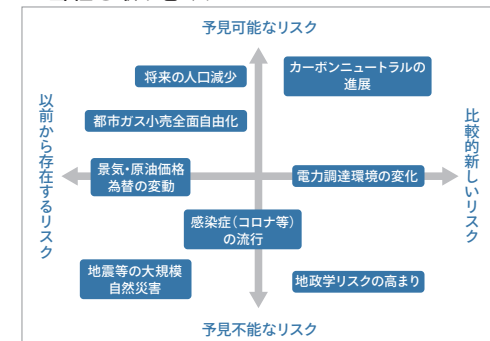 予見可能なリスク
将来の人口減少
カーボンニュートラルの
進展
都市ガス小売全面自由化
以前から存在するリスク
景気・原油価格
為替の変動
電力調達環境の変化
比較的新しいリスク
感染症(コロナ等)
の流行
地震等の大規模
自然災害
地政学リスクの高まり
予見不能なリスク